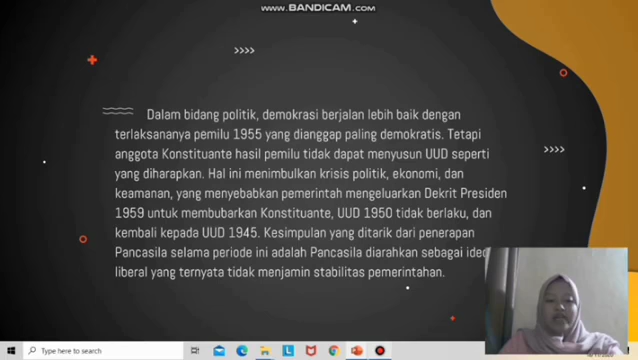 WWW.BANDICAM.COM
Dalam bidang politik, demokrasi berjalan lebih baik dengan
terlaksananya pemilu 1955 yang dianggap paling demokratis. Tetapi
anggota Konstituante hasil pemilu tidak dapat menyusun UUD seperti
yang diharapkan. Hal ini menimbulkan krisis politik, ekonomi, dan
keamanan, yang menyebabkan pemerintah mengeluarkan Dekrit Presiden
1959 untuk membubarkan Konstituante, UUD 1950 tidak berlaku, dan
kembali kepada UUD 1945. Kesimpulan yang ditarik dari penerapan
Pancasila selama periode ini adalah Pancasila diarahkan sebagai
liberal yang ternyata tidak menjamin stabilitas pemerintahan.
Type here to search